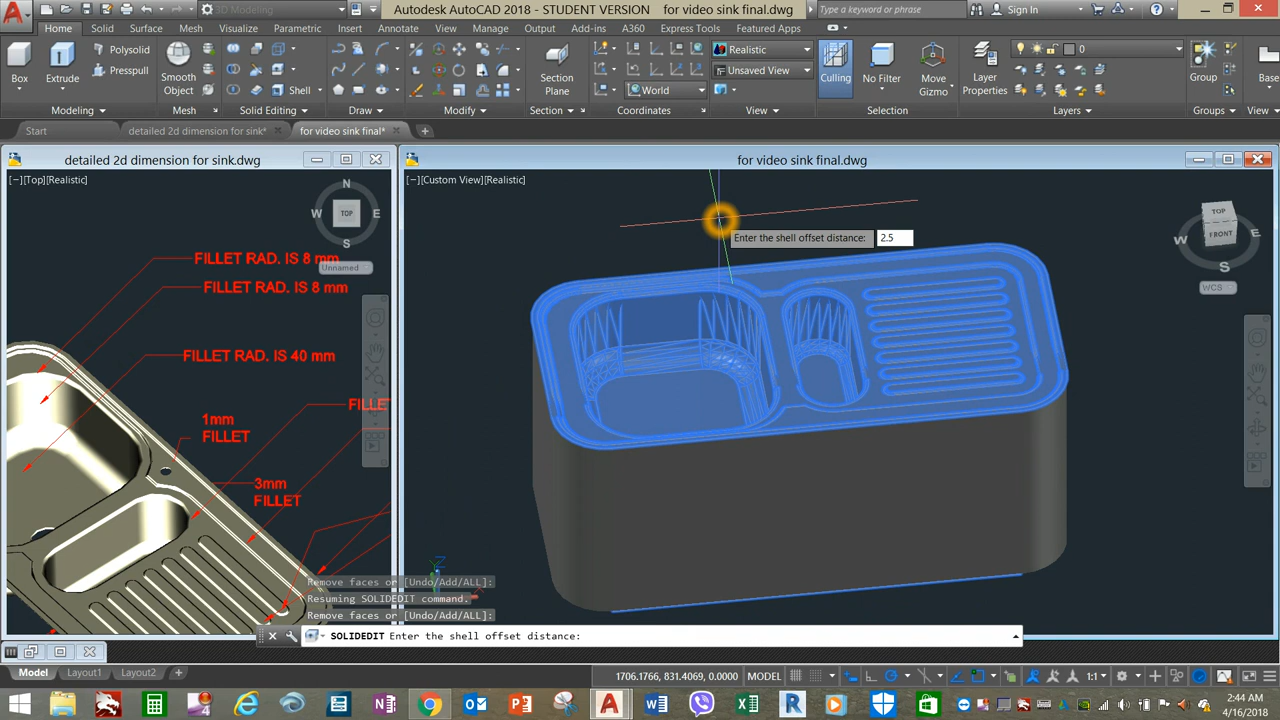 Autodesk AutoCAD 2018 - STUDENT VERSION for video sink final.dwg
3D Modeling
Type a keyword or phrase
Sign In
Home Solid Surface Mesh Visualize Parametric Insert Annotate View Manage Output Add-ins A360 Express Tools Featured Apps
Box
Extrude
Polysolid
Presspull
Smooth Object
Shell
Section Plane
World
Realistic
Unsaved View
Culling
No Filter
Move Gizmo
Layer Properties
0
Group
Base
Modeling Mesh Solid Editing Draw Modify Section Coordinates View Selection Layers Groups View
Start detailed 2d dimension for sink* for video sink final*
detailed 2d dimension for sink.dwg
for video sink final.dwg
[−][Top][Realistic]
[−][Custom View][Realistic]
N
W TOP E
S
Unnamed
TOP
FRONT
W E
S
WCS
Enter the shell offset distance: 2.5
FILLET RAD. IS 8 mm
FILLET RAD. IS 8 mm
FILLET RAD. IS 40 mm
FILLET
1mm
FILLET
3mm
FILLET
Z
Remove faces or [Undo/Add/ALL]:
Resuming SOLIDEDIT command.
Remove faces or [Undo/Add/ALL]:
SOLIDEDIT Enter the shell offset distance:
Model Layout1 Layout2
1706.1766, 831.4069, 0.0000 MODEL
1:1
2:44 AM
4/16/2018